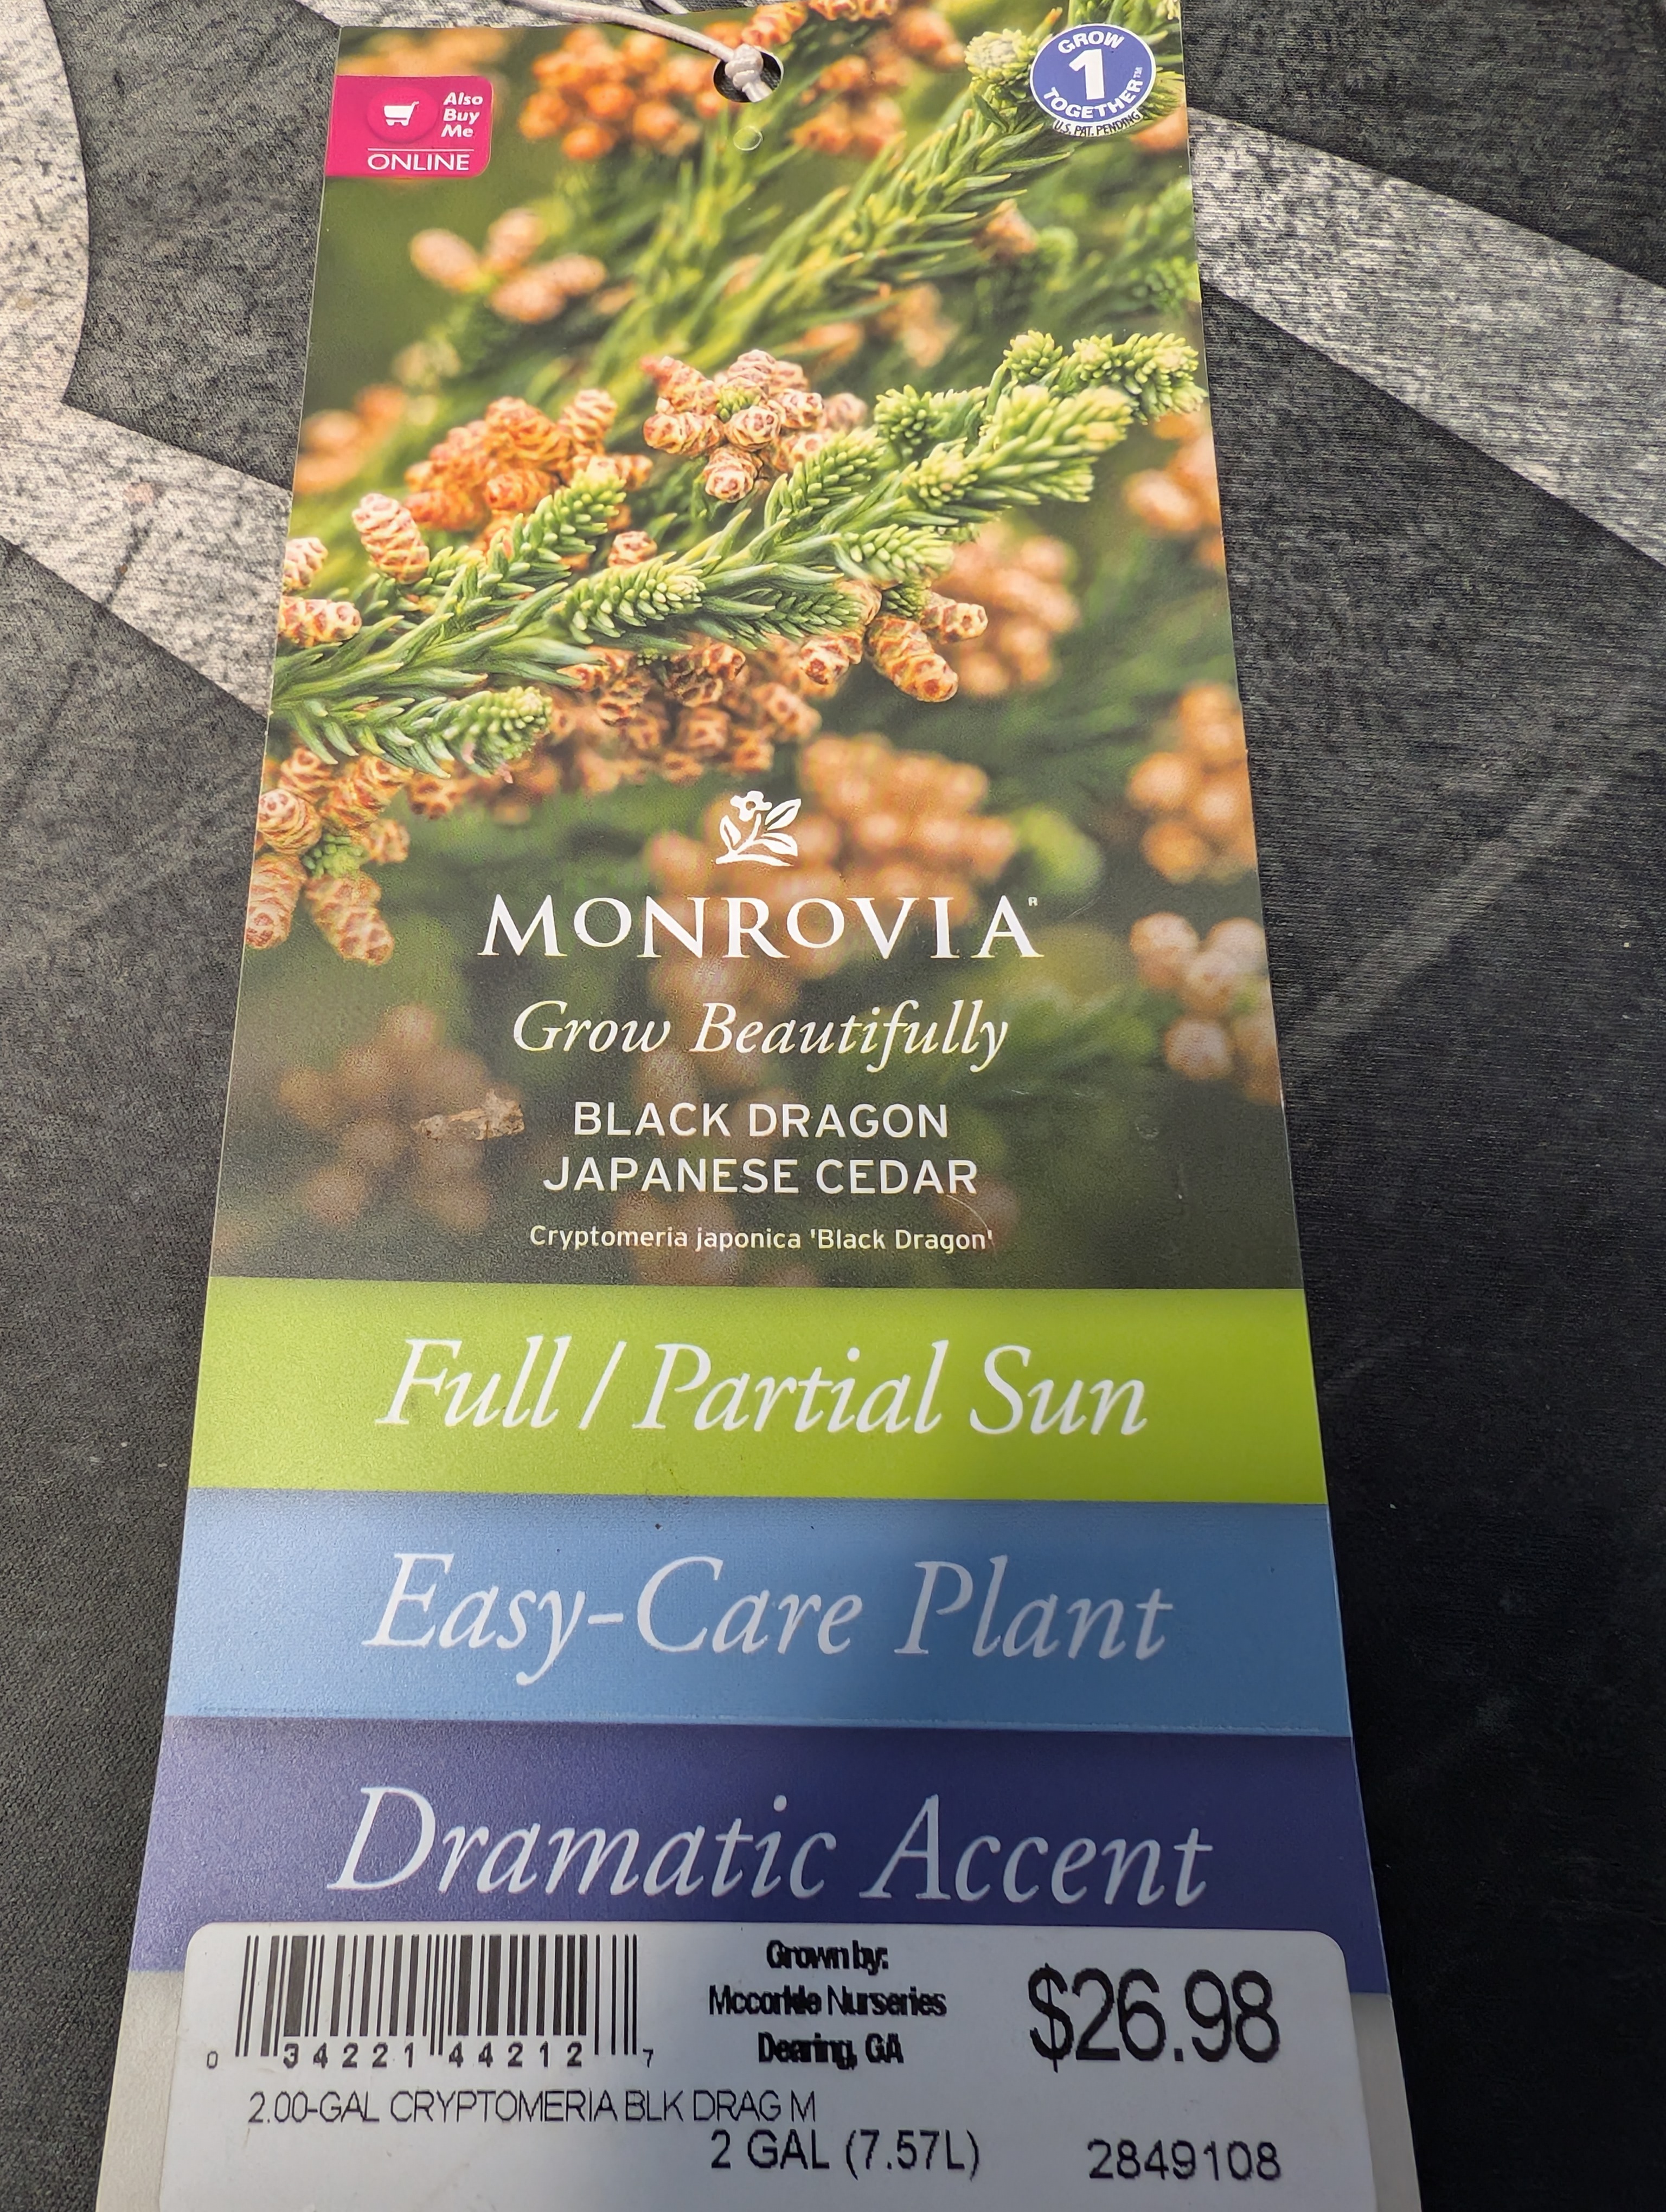 Also
Buy
Me
ONLINE
GROW
1
TOGETHER™
U.S. PAT. PENDING
MONROVIA®
Grow Beautifully
BLACK DRAGON
JAPANESE CEDAR
Cryptomeria japonica 'Black Dragon'
Full / Partial Sun
Easy-Care Plant
Dramatic Accent
Grown by:
Mccorkle Nurseries
Dearing, GA
$26.98
0 34221 44212 7
2.00-GAL CRYPTOMERIA BLK DRAG M
2 GAL (7.57L)
2849108